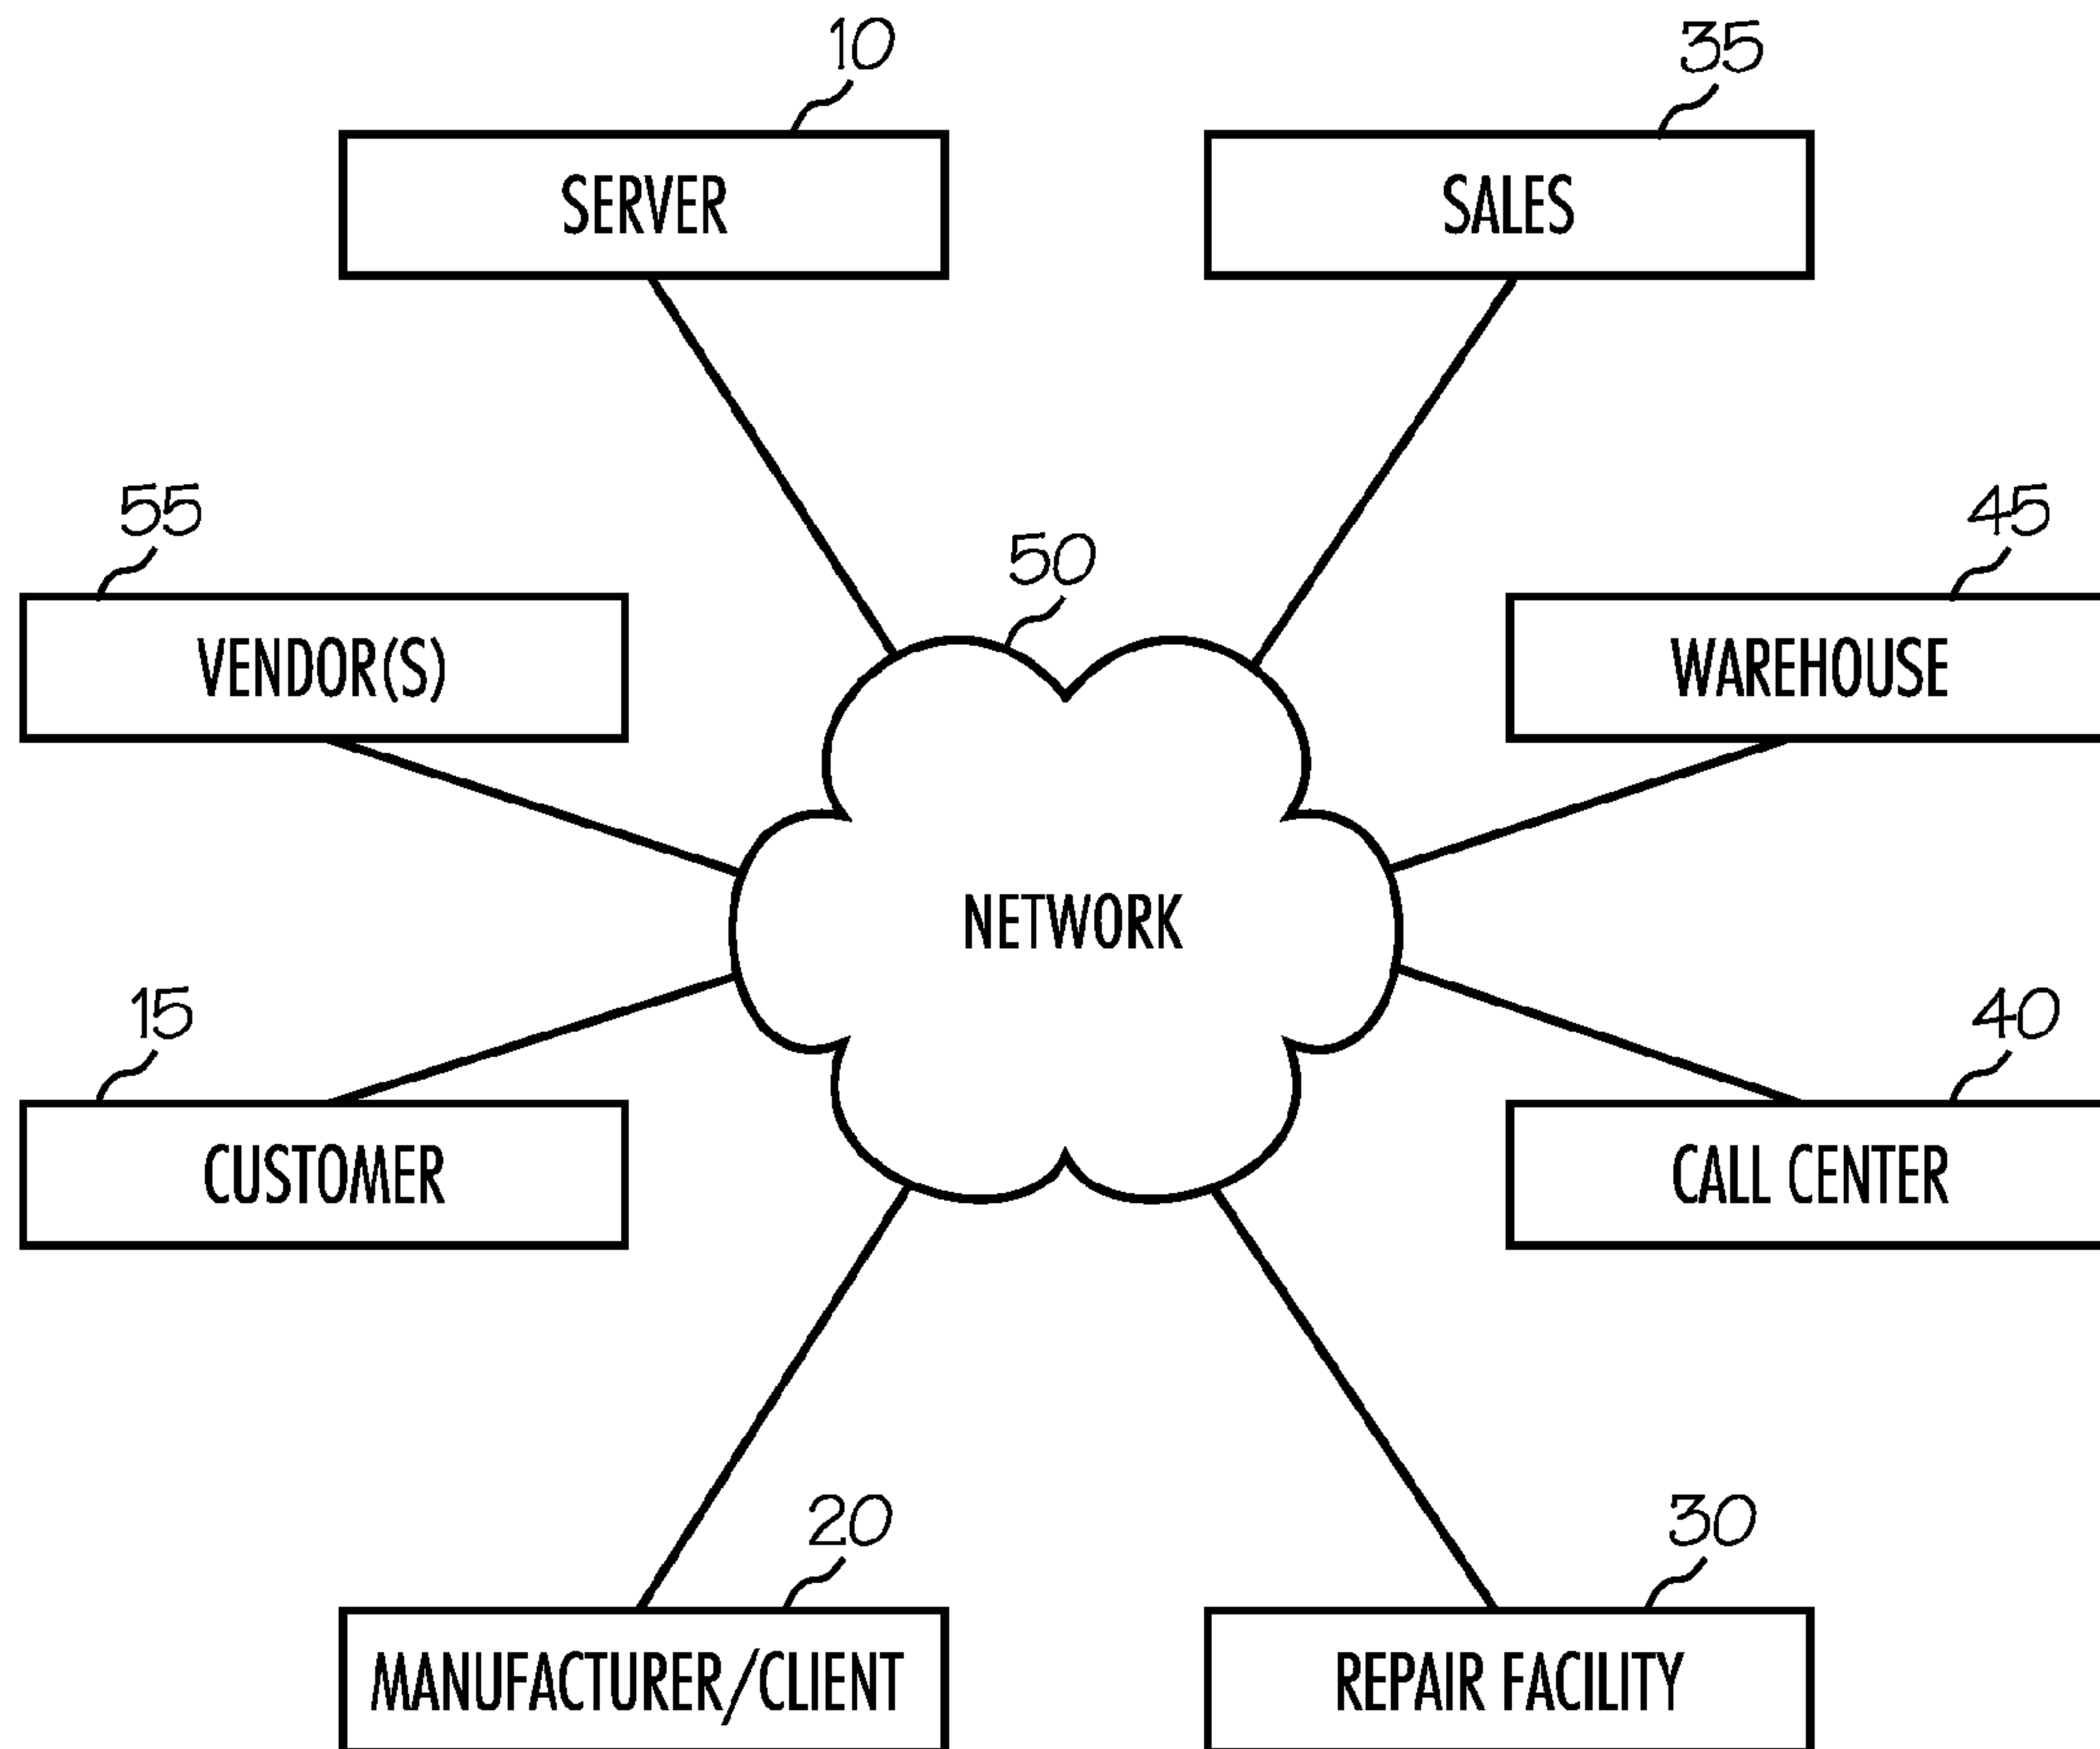 10
35
SERVER
SALES
55
50
45
VENDOR(S)
WAREHOUSE
NETWORK
15
40
CUSTOMER
CALL CENTER
20
30
MANUFACTURER/CLIENT
REPAIR FACILITY